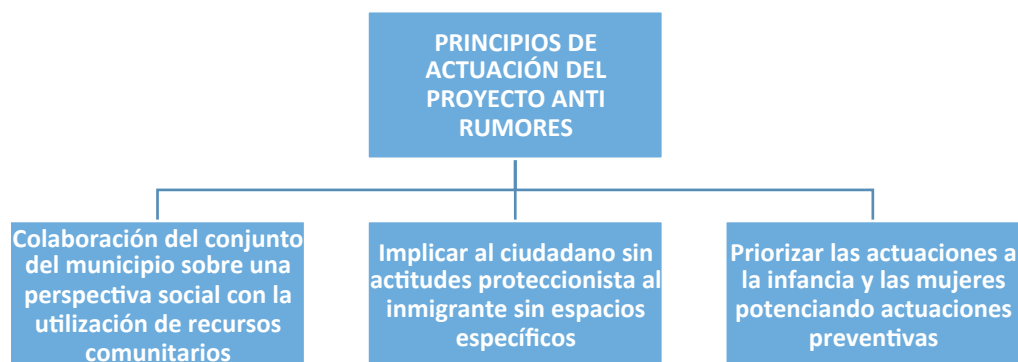 PRINCIPIOS DE
ACTUACIÓN DEL
PROYECTO ANTI
RUMORES
Colaboración del conjunto
del municipio sobre una
perspectiva social con la
utilización de recursos
comunitarios
Implicar al ciudadano sin
actitudes proteccionista al
inmigrante sin espacios
específicos
Priorizar las actuaciones a
la infancia y las mujeres
potenciando actuaciones
preventivas